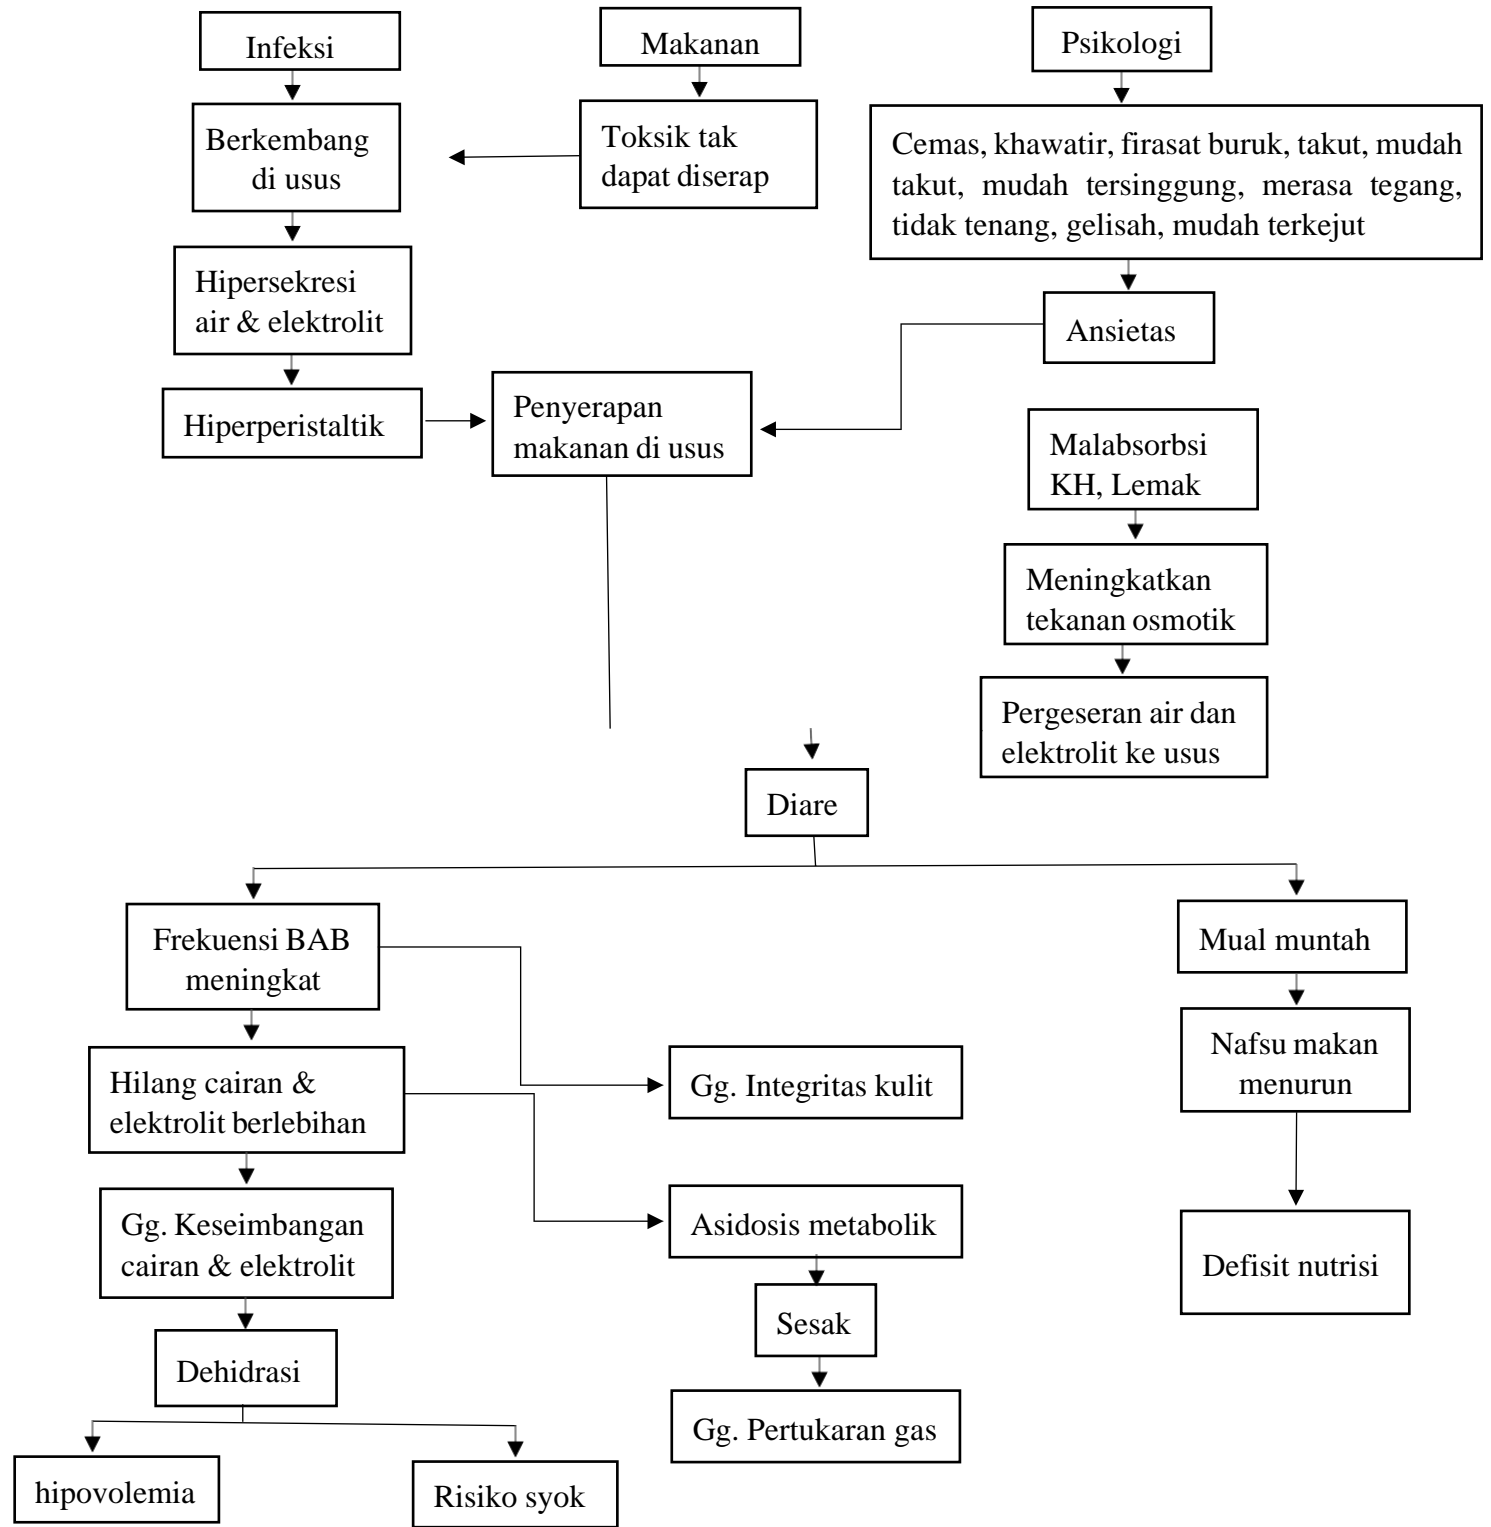 Infeksi
Makanan
Psikologi
Berkembang
di usus
Toksik tak
dapat diserap
Cemas, khawatir, firasat buruk, takut, mudah
takut, mudah tersinggung, merasa tegang,
tidak tenang, gelisah, mudah terkejut
Hipersekresi
air & elektrolit
Ansietas
Hiperperistaltik
Penyerapan
makanan di usus
Malabsorbsi
KH, Lemak
Meningkatkan
tekanan osmotik
Pergeseran air dan
elektrolit ke usus
Diare
Frekuensi BAB
meningkat
Mual muntah
Hilang cairan &
elektrolit berlebihan
Gg. Integritas kulit
Nafsu makan
menurun
Gg. Keseimbangan
cairan & elektrolit
Asidosis metabolik
Defisit nutrisi
Sesak
Dehidrasi
Gg. Pertukaran gas
hipovolemia
Risiko syok